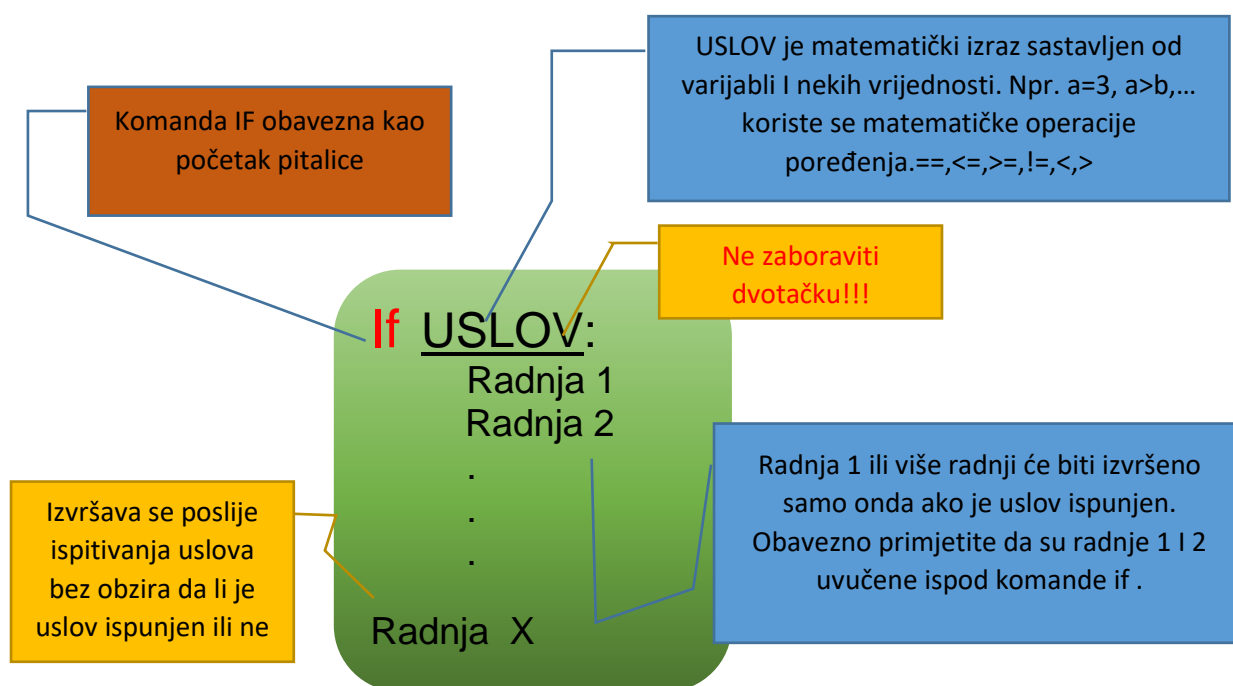 USLOV je matematički izraz sastavljen od
varijabli I nekih vrijednosti. Npr. a=3, a>b,…
koriste se matematičke operacije
poređenja.==,<=,>=,!=,<,>
Komanda IF obavezna kao
početak pitalice
Ne zaboraviti
dvotačku!!!
If USLOV:
Radnja 1
Radnja 2
.
.
.
Radnja X
Radnja 1 ili više radnji će biti izvršeno
samo onda ako je uslov ispunjen.
Obavezno primjetite da su radnje 1 I 2
uvučene ispod komande if .
Izvršava se poslije
ispitivanja uslova
bez obzira da li je
uslov ispunjen ili ne